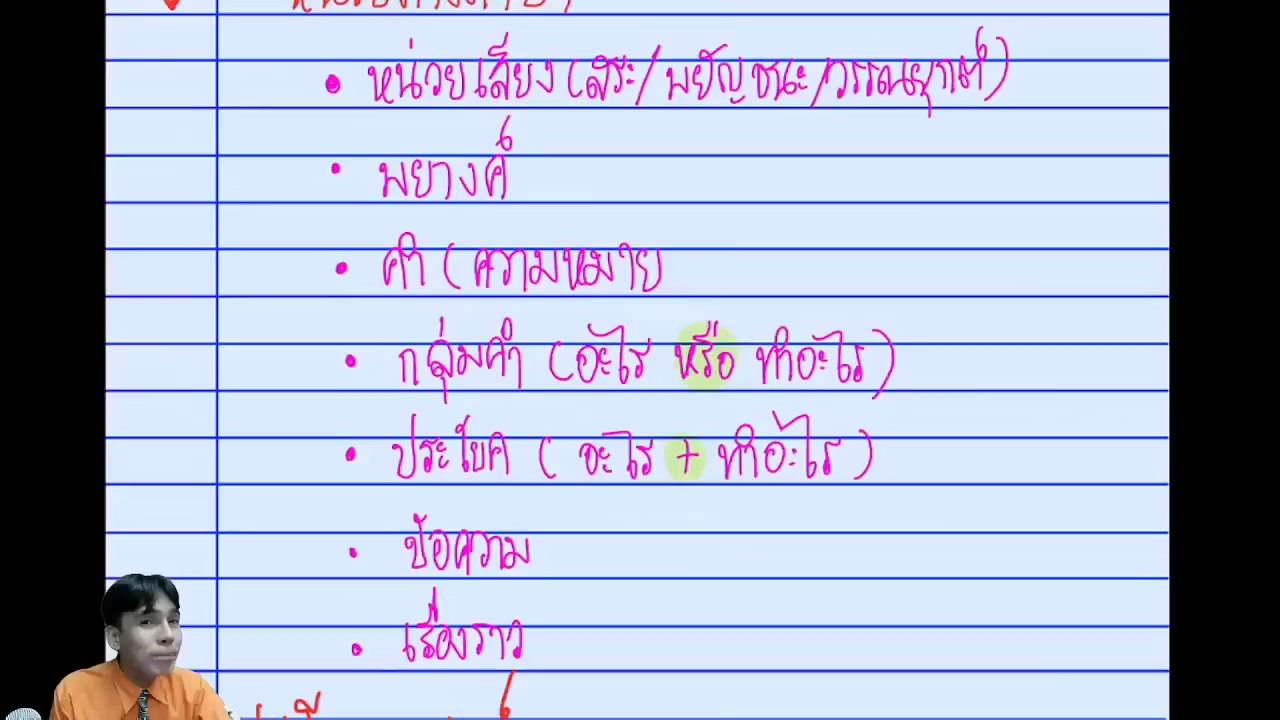 • หน่วยเสียง (สระ/พยัญชนะ/วรรณยุกต์)
• พยางค์
• คำ (ความหมาย
• กลุ่มคำ (อะไร หรือ ทำอะไร)
• ประโยค (อะไร + ทำอะไร)
• ข้อความ
• เรื่องราว